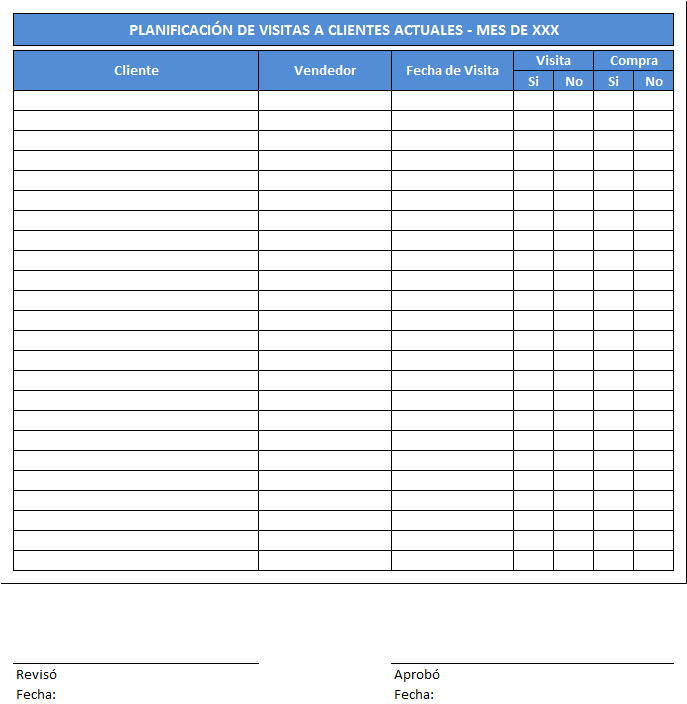 PLANIFICACIÓN DE VISITAS A CLIENTES ACTUALES - MES DE XXX
Cliente Vendedor Fecha de Visita Visita Compra
Si No Si No
Revisó Aprobó
Fecha: Fecha: